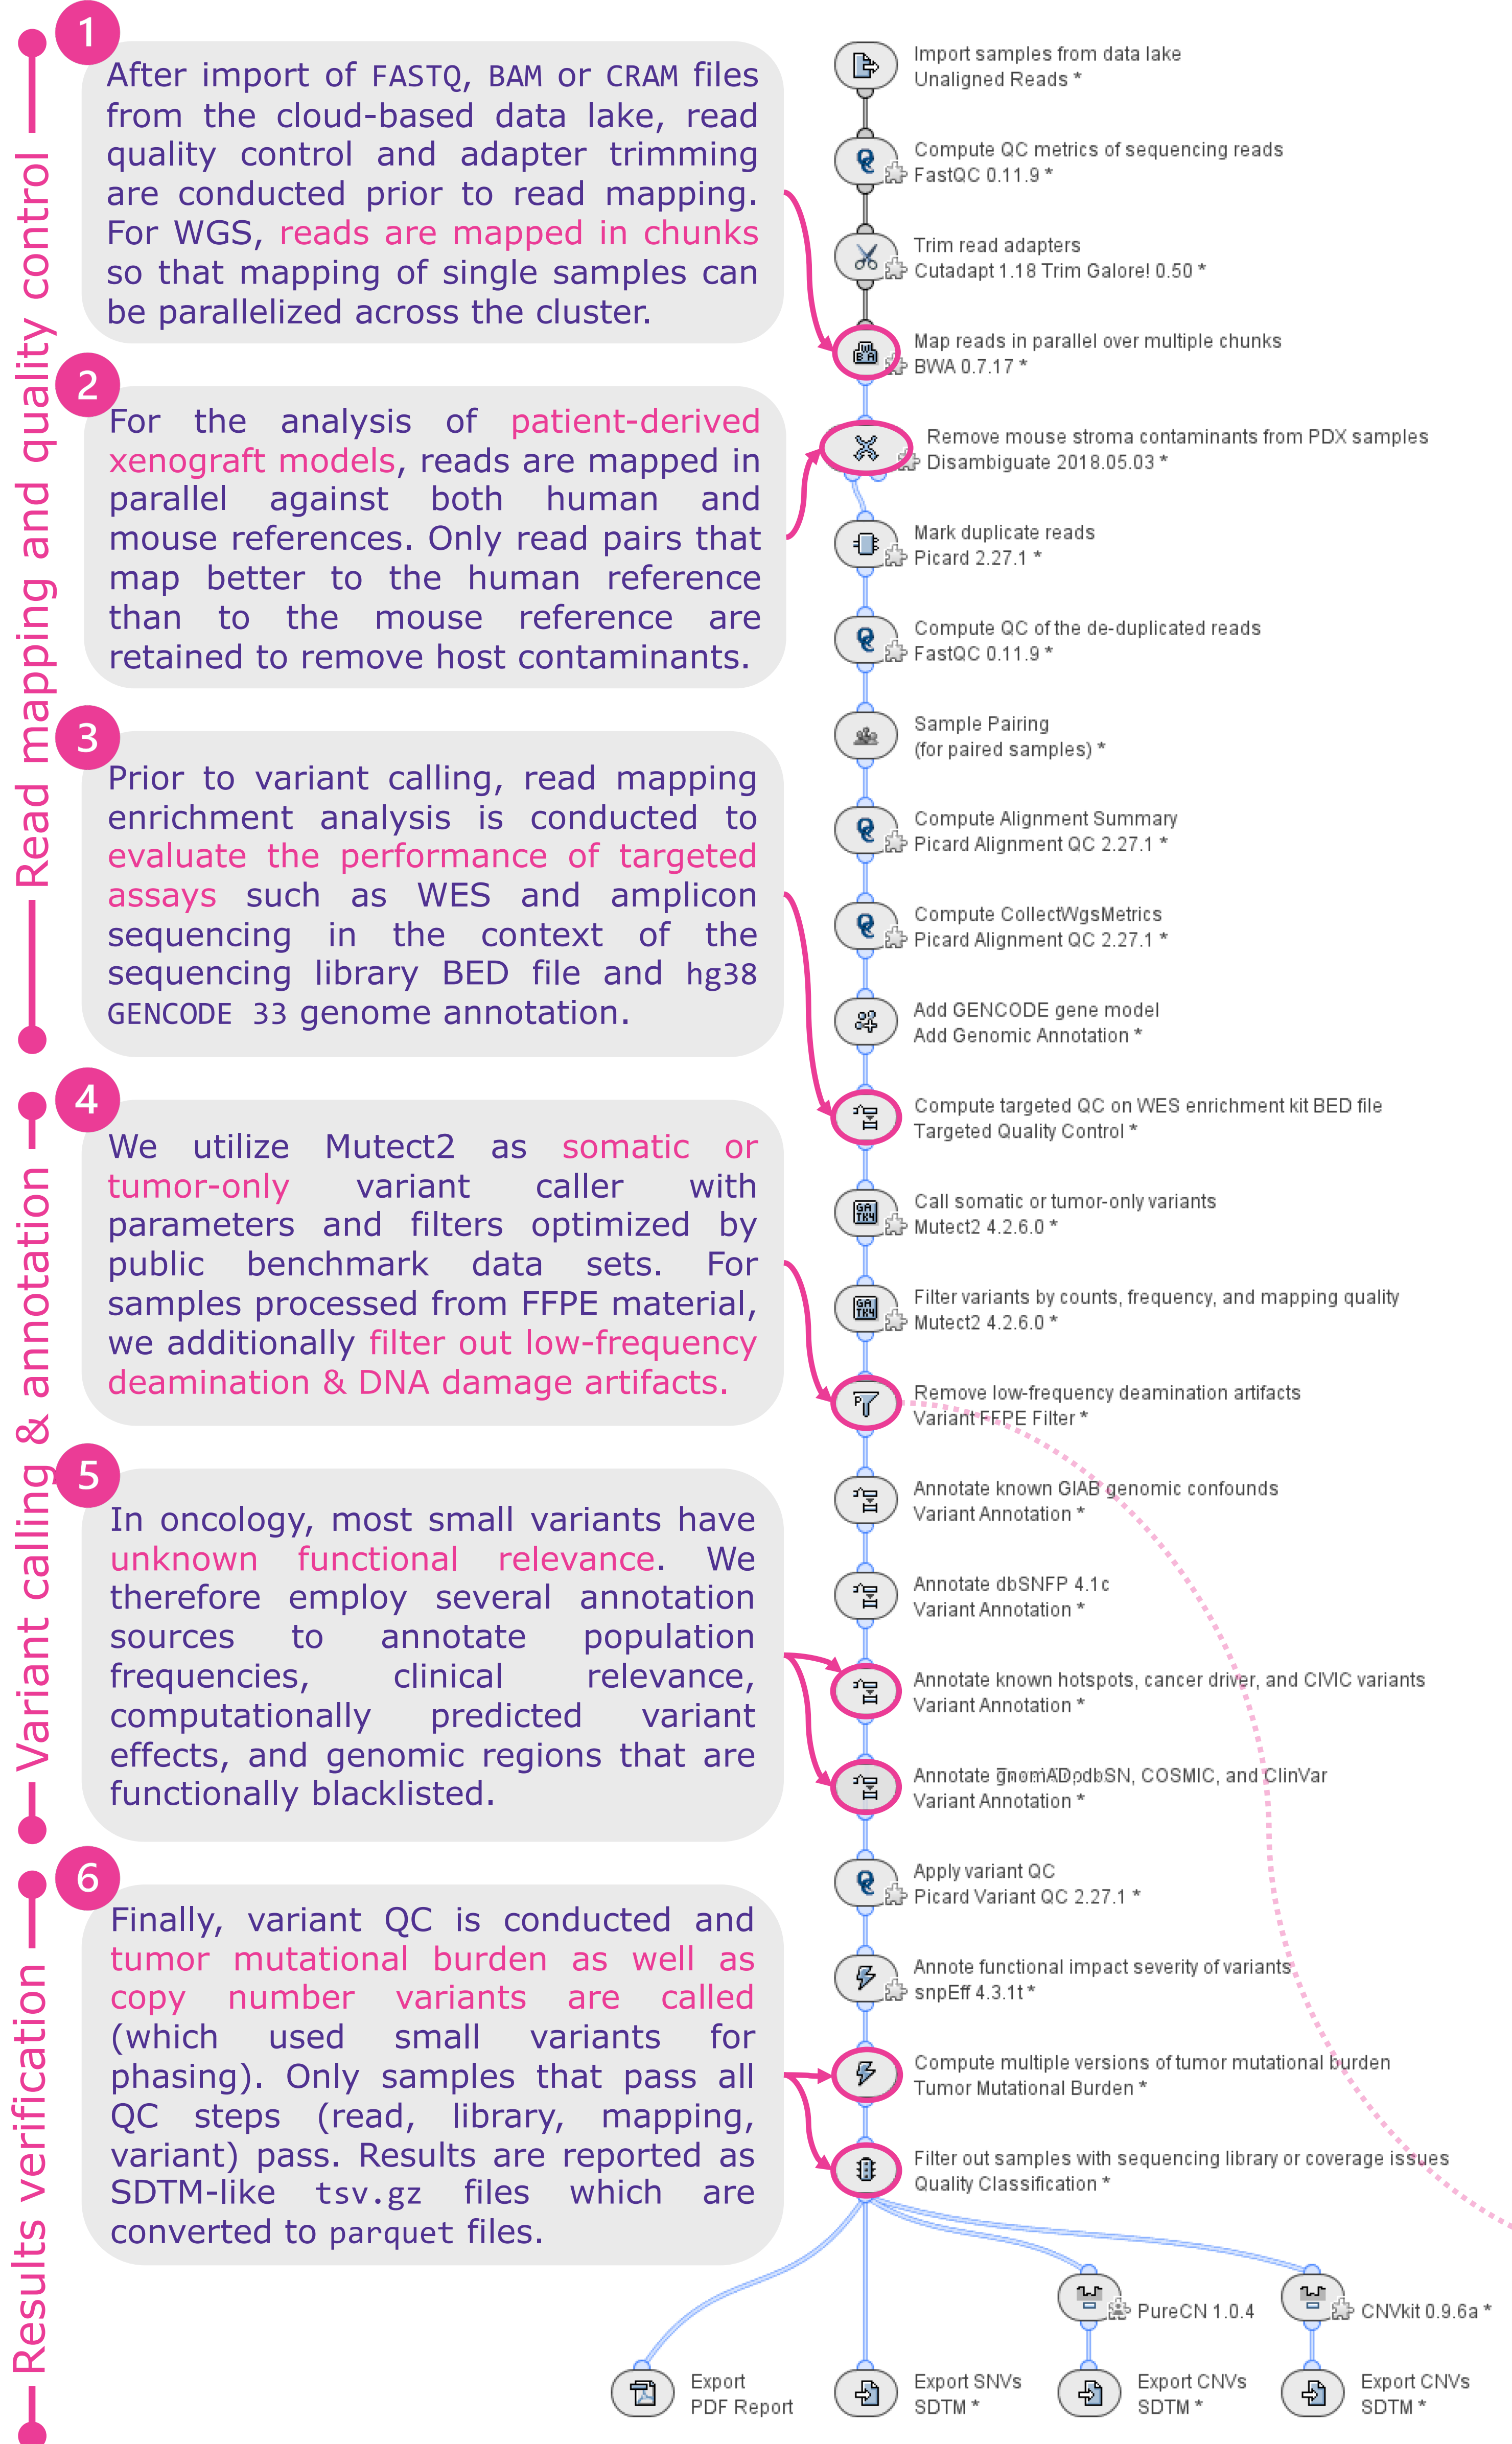 Read mapping and quality control
1
After import of FASTQ, BAM or CRAM files
from the cloud-based data lake, read
quality control and adapter trimming
are conducted prior to read mapping.
For WGS, reads are mapped in chunks
so that mapping of single samples can
be parallelized across the cluster.
2
For the analysis of patient-derived
xenograft models, reads are mapped in
parallel against both human and
mouse references. Only read pairs that
map better to the human reference
than to the mouse reference are
retained to remove host contaminants.
3
Prior to variant calling, read mapping
enrichment analysis is conducted to
evaluate the performance of targeted
assays such as WES and amplicon
sequencing in the context of the
sequencing library BED file and hg38
GENCODE 33 genome annotation.
Variant calling & annotation
4
We utilize Mutect2 as somatic or
tumor-only variant caller with
parameters and filters optimized by
public benchmark data sets. For
samples processed from FFPE material,
we additionally filter out low-frequency
deamination & DNA damage artifacts.
5
In oncology, most small variants have
unknown functional relevance. We
therefore employ several annotation
sources to annotate population
frequencies, clinical relevance,
computationally predicted variant
effects, and genomic regions that are
functionally blacklisted.
Results verification
6
Finally, variant QC is conducted and
tumor mutational burden as well as
copy number variants are called
(which used small variants for
phasing). Only samples that pass all
QC steps (read, library, mapping,
variant) pass. Results are reported as
SDTM-like tsv.gz files which are
converted to parquet files.
Import samples from data lake
Unaligned Reads *
Compute QC metrics of sequencing reads
FastQC 0.11.9 *
Trim read adapters
Cutadapt 1.18 Trim Galore! 0.50 *
Map reads in parallel over multiple chunks
BWA 0.7.17 *
Remove mouse stroma contaminants from PDX samples
Disambiguate 2018.05.03 *
Mark duplicate reads
Picard 2.27.1 *
Compute QC of the de-duplicated reads
FastQC 0.11.9 *
Sample Pairing
(for paired samples) *
Compute Alignment Summary
Picard Alignment QC 2.27.1 *
Compute CollectWgsMetrics
Picard Alignment QC 2.27.1 *
Add GENCODE gene model
Add Genomic Annotation *
Compute targeted QC on WES enrichment kit BED file
Targeted Quality Control *
Call somatic or tumor-only variants
Mutect2 4.2.6.0 *
Filter variants by counts, frequency, and mapping quality
Mutect2 4.2.6.0 *
Remove low-frequency deamination artifacts
Variant FFPE Filter *
Annotate known GIAB genomic confounds
Variant Annotation *
Annotate dbSNFP 4.1c
Variant Annotation *
Annotate known hotspots, cancer driver, and CIVIC variants
Variant Annotation *
Annotate COSMIC, and ClinVar
Variant Annotation *
Apply variant QC
Picard Variant QC 2.27.1 *
Annote functional impact severity of variants
snpEff 4.3.1t *
Compute multiple versions of tumor mutational burden
Tumor Mutational Burden *
Filter out samples with sequencing library or coverage issues
Quality Classification *
PureCN 1.0.4
CNVkit 0.9.6a *
Export
PDF Report
Export SNVs
SDTM *
Export CNVs
SDTM *
Export CNVs
SDTM *